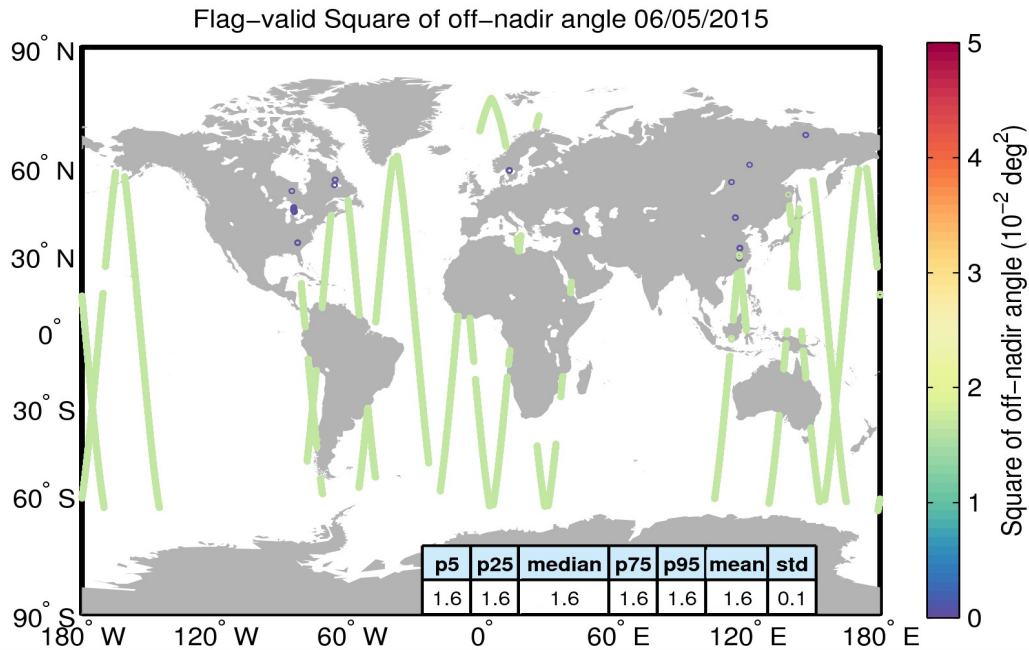 Flag−valid Square of off−nadir angle 06/05/2015
90° N
60° N
30° N
0°
30° S
60° S
90° S
180° W
120° W
60° W
0°
60° E
120° E
180° E
p5 p25 median p75 p95 mean std
1.6 1.6 1.6 1.6 1.6 1.6 0.1
5
4
3
2
1
0
Square of off−nadir angle (10⁻² deg²)